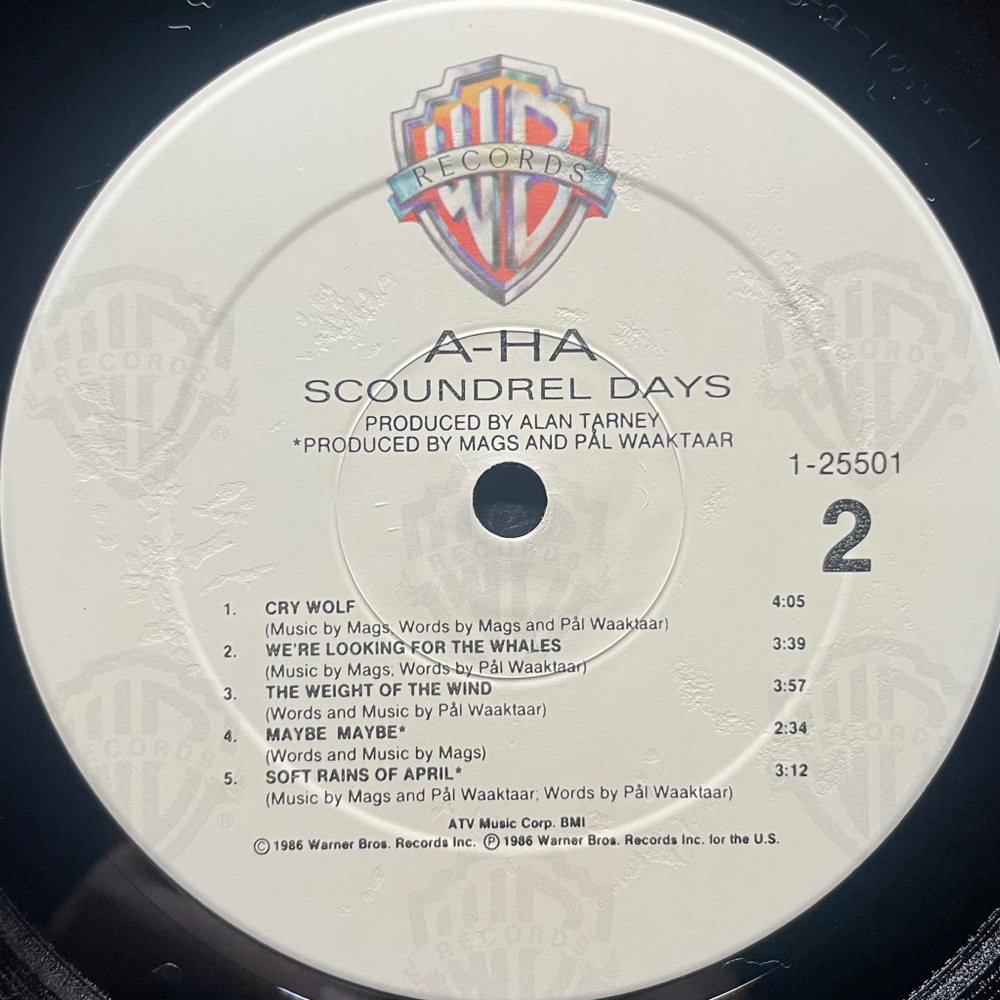 WB
RECORDS
A-HA
SCOUNDREL DAYS
PRODUCED BY ALAN TARNEY
*PRODUCED BY MAGS AND PÅL WAAKTAAR
1-25501
2
1. CRY WOLF 4:05
(Music by Mags; Words by Mags and Pål Waaktaar)
2. WE'RE LOOKING FOR THE WHALES 3:39
(Music by Mags; Words by Pål Waaktaar)
3. THE WEIGHT OF THE WIND 3:57
(Words and Music by Pål Waaktaar)
4. MAYBE MAYBE* 2:34
(Words and Music by Mags)
5. SOFT RAINS OF APRIL* 3:12
(Music by Mags and Pål Waaktaar; Words by Pål Waaktaar)
ATV Music Corp. BMI
© 1986 Warner Bros. Records Inc. ℗ 1986 Warner Bros. Records Inc. for the U.S.